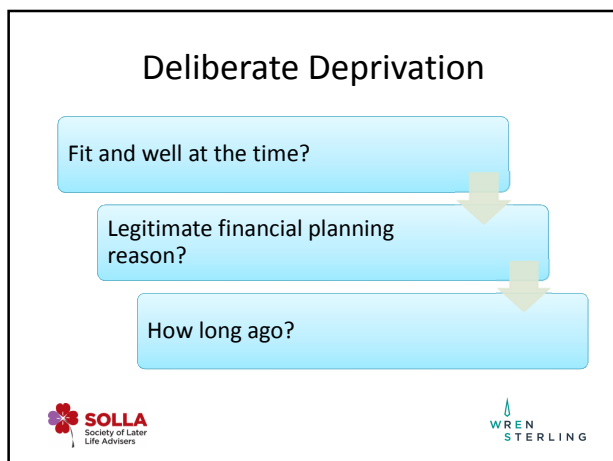 Deliberate Deprivation
Fit and well at the time?
Legitimate financial planning
reason?
How long ago?
SOLLA
Society of Later
Life Advisers
WREN
STERLING